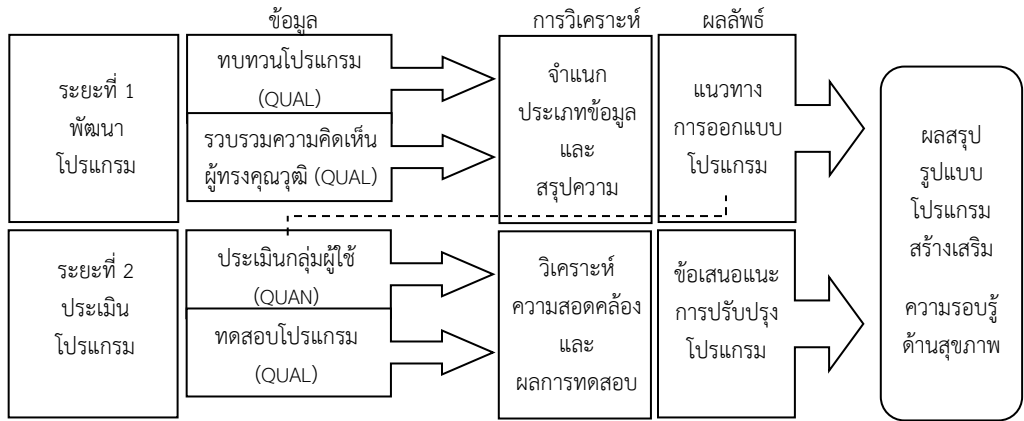 ข้อมูล
การวิเคราะห์
ผลลัพธ์
ระยะที่ 1
พัฒนา
โปรแกรม
ทบทวนโปรแกรม
(QUAL)
รวบรวมความคิดเห็น
ผู้ทรงคุณวุฒิ (QUAL)
จำแนก
ประเภทข้อมูล
และ
สรุปความ
แนวทาง
การออกแบบ
โปรแกรม
ระยะที่ 2
ประเมิน
โปรแกรม
ประเมินกลุ่มผู้ใช้
(QUAN)
ทดสอบโปรแกรม
(QUAL)
วิเคราะห์
ความสอดคล้อง
และ
ผลการทดสอบ
ข้อเสนอแนะ
การปรับปรุง
โปรแกรม
ผลสรุป
รูปแบบ
โปรแกรม
สร้างเสริม
ความรอบรู้
ด้านสุขภาพ